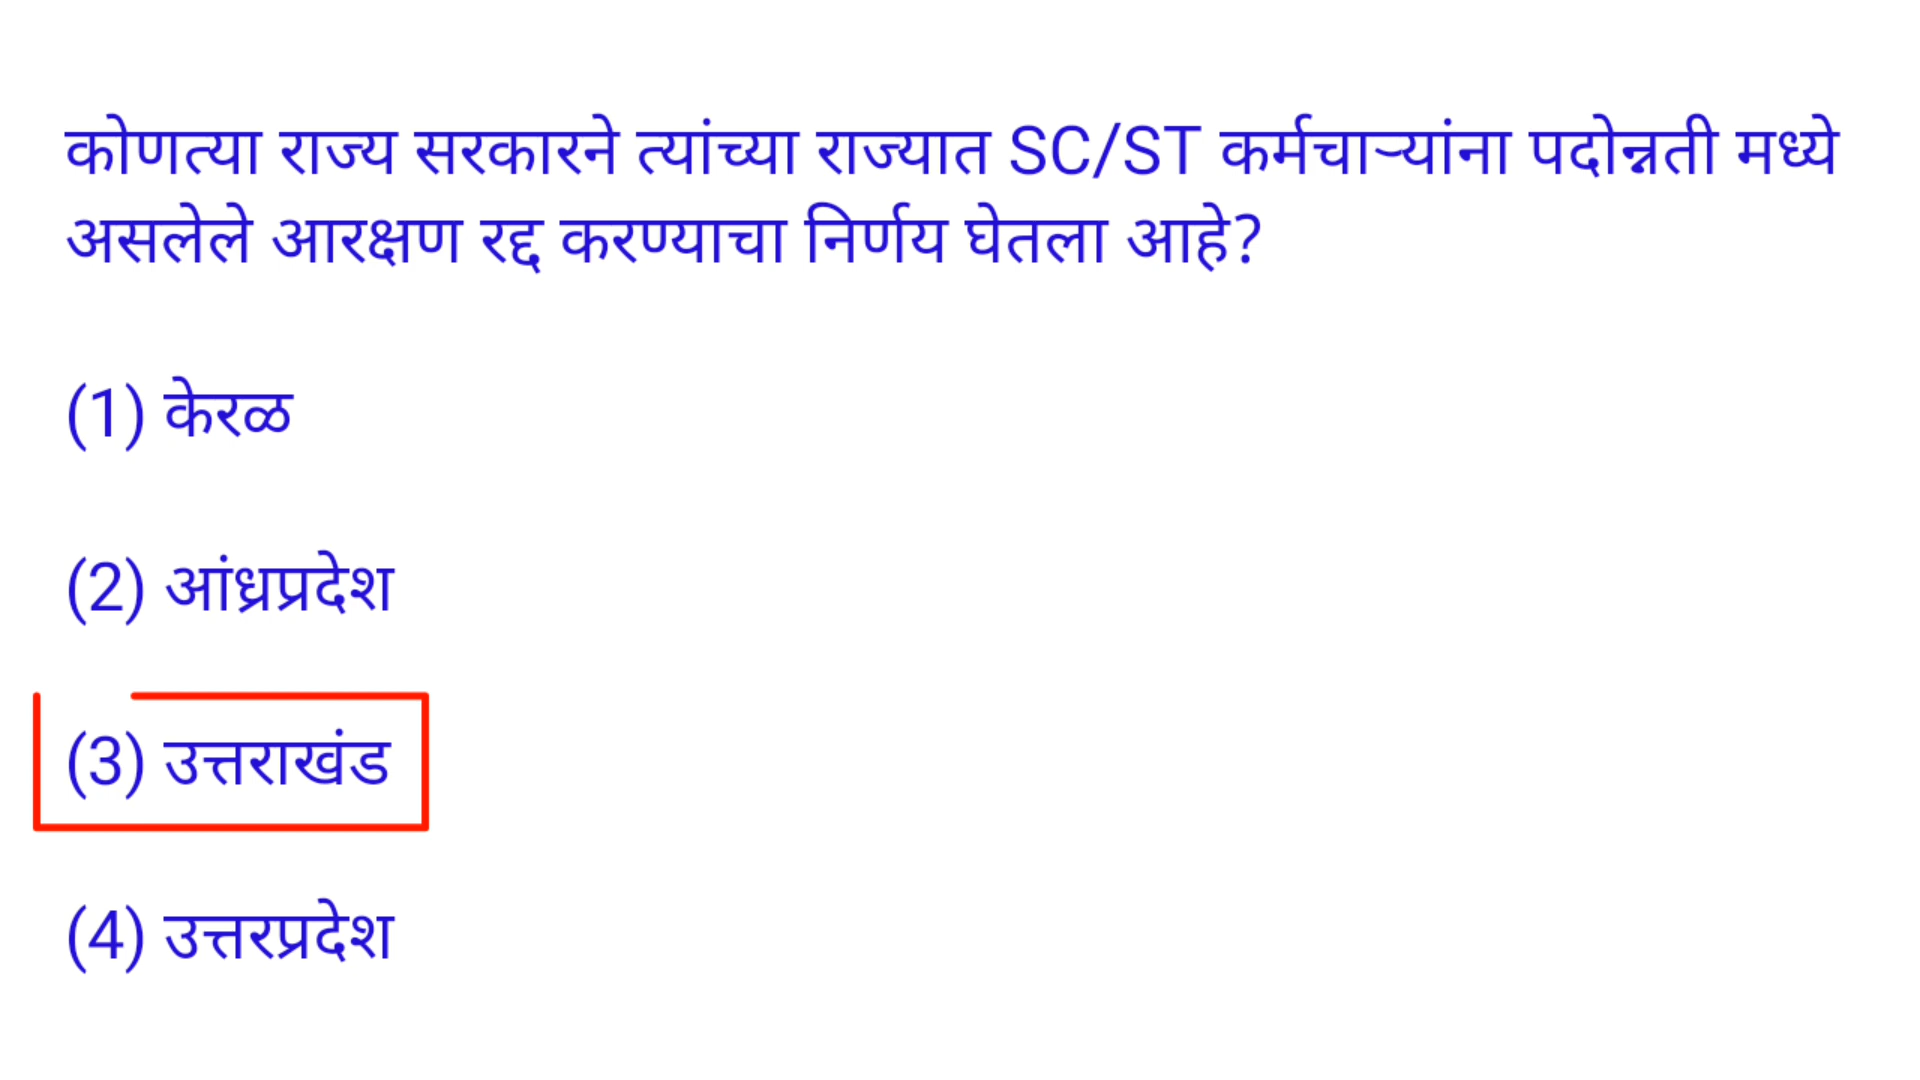 कोणत्या राज्य सरकारने त्यांच्या राज्यात SC/ST कर्मचाऱ्यांना पदोन्नती मध्ये
असलेले आरक्षण रद्द करण्याचा निर्णय घेतला आहे?
(1) केरळ
(2) आंध्रप्रदेश
(3) उत्तराखंड
(4) उत्तरप्रदेश